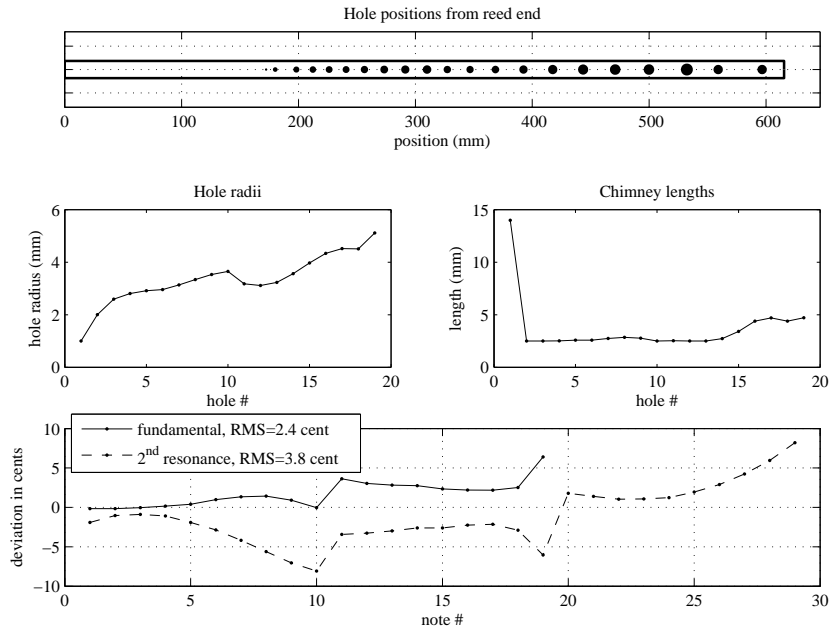 Hole positions from reed end
0 100 200 300 400 500 600
position (mm)
Hole radii
6
4
2
0
hole radius (mm)
0 5 10 15 20
hole #
Chimney lengths
15
10
5
0
length (mm)
0 5 10 15 20
hole #
fundamental, RMS=2.4 cent
2nd resonance, RMS=3.8 cent
10
5
0
−5
−10
deviation in cents
0 5 10 15 20 25 30
note #